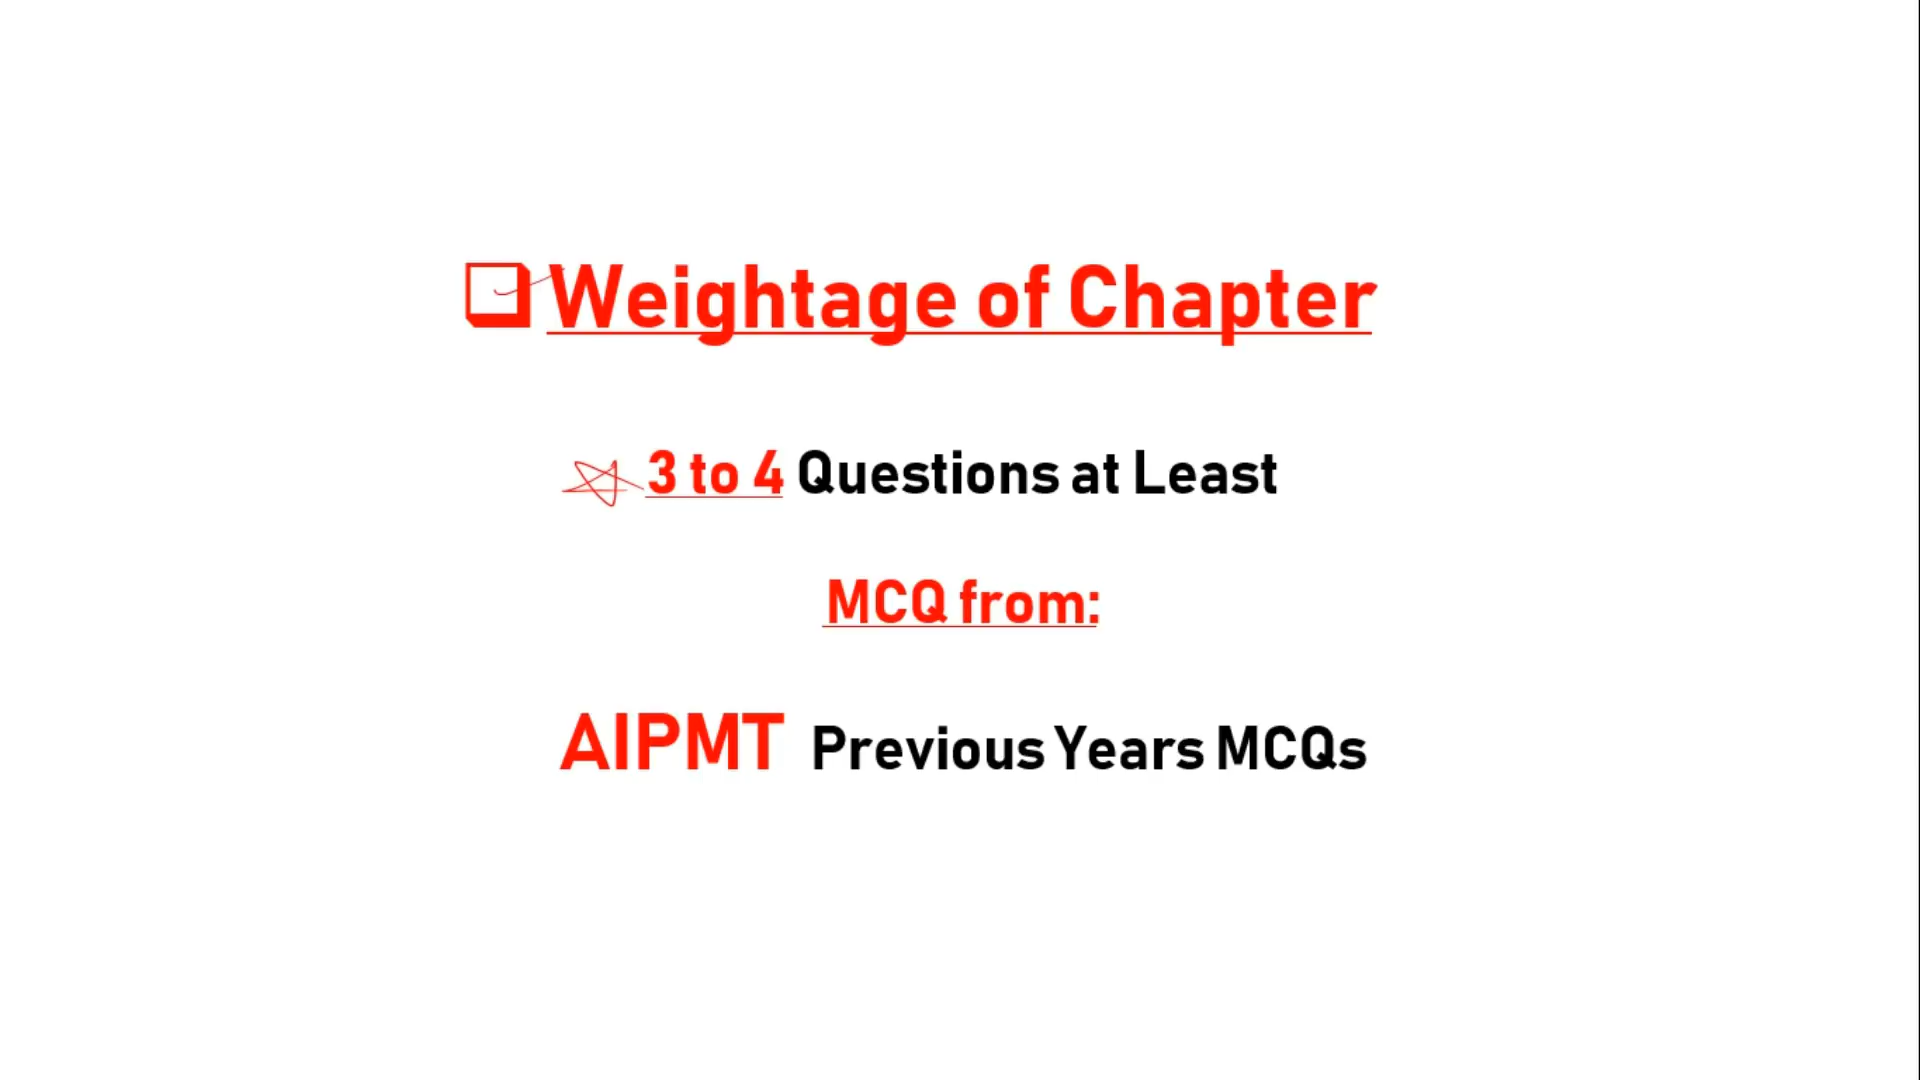 Weightage of Chapter
3 to 4 Questions at Least
MCQ from:
AIPMT Previous Years MCQs